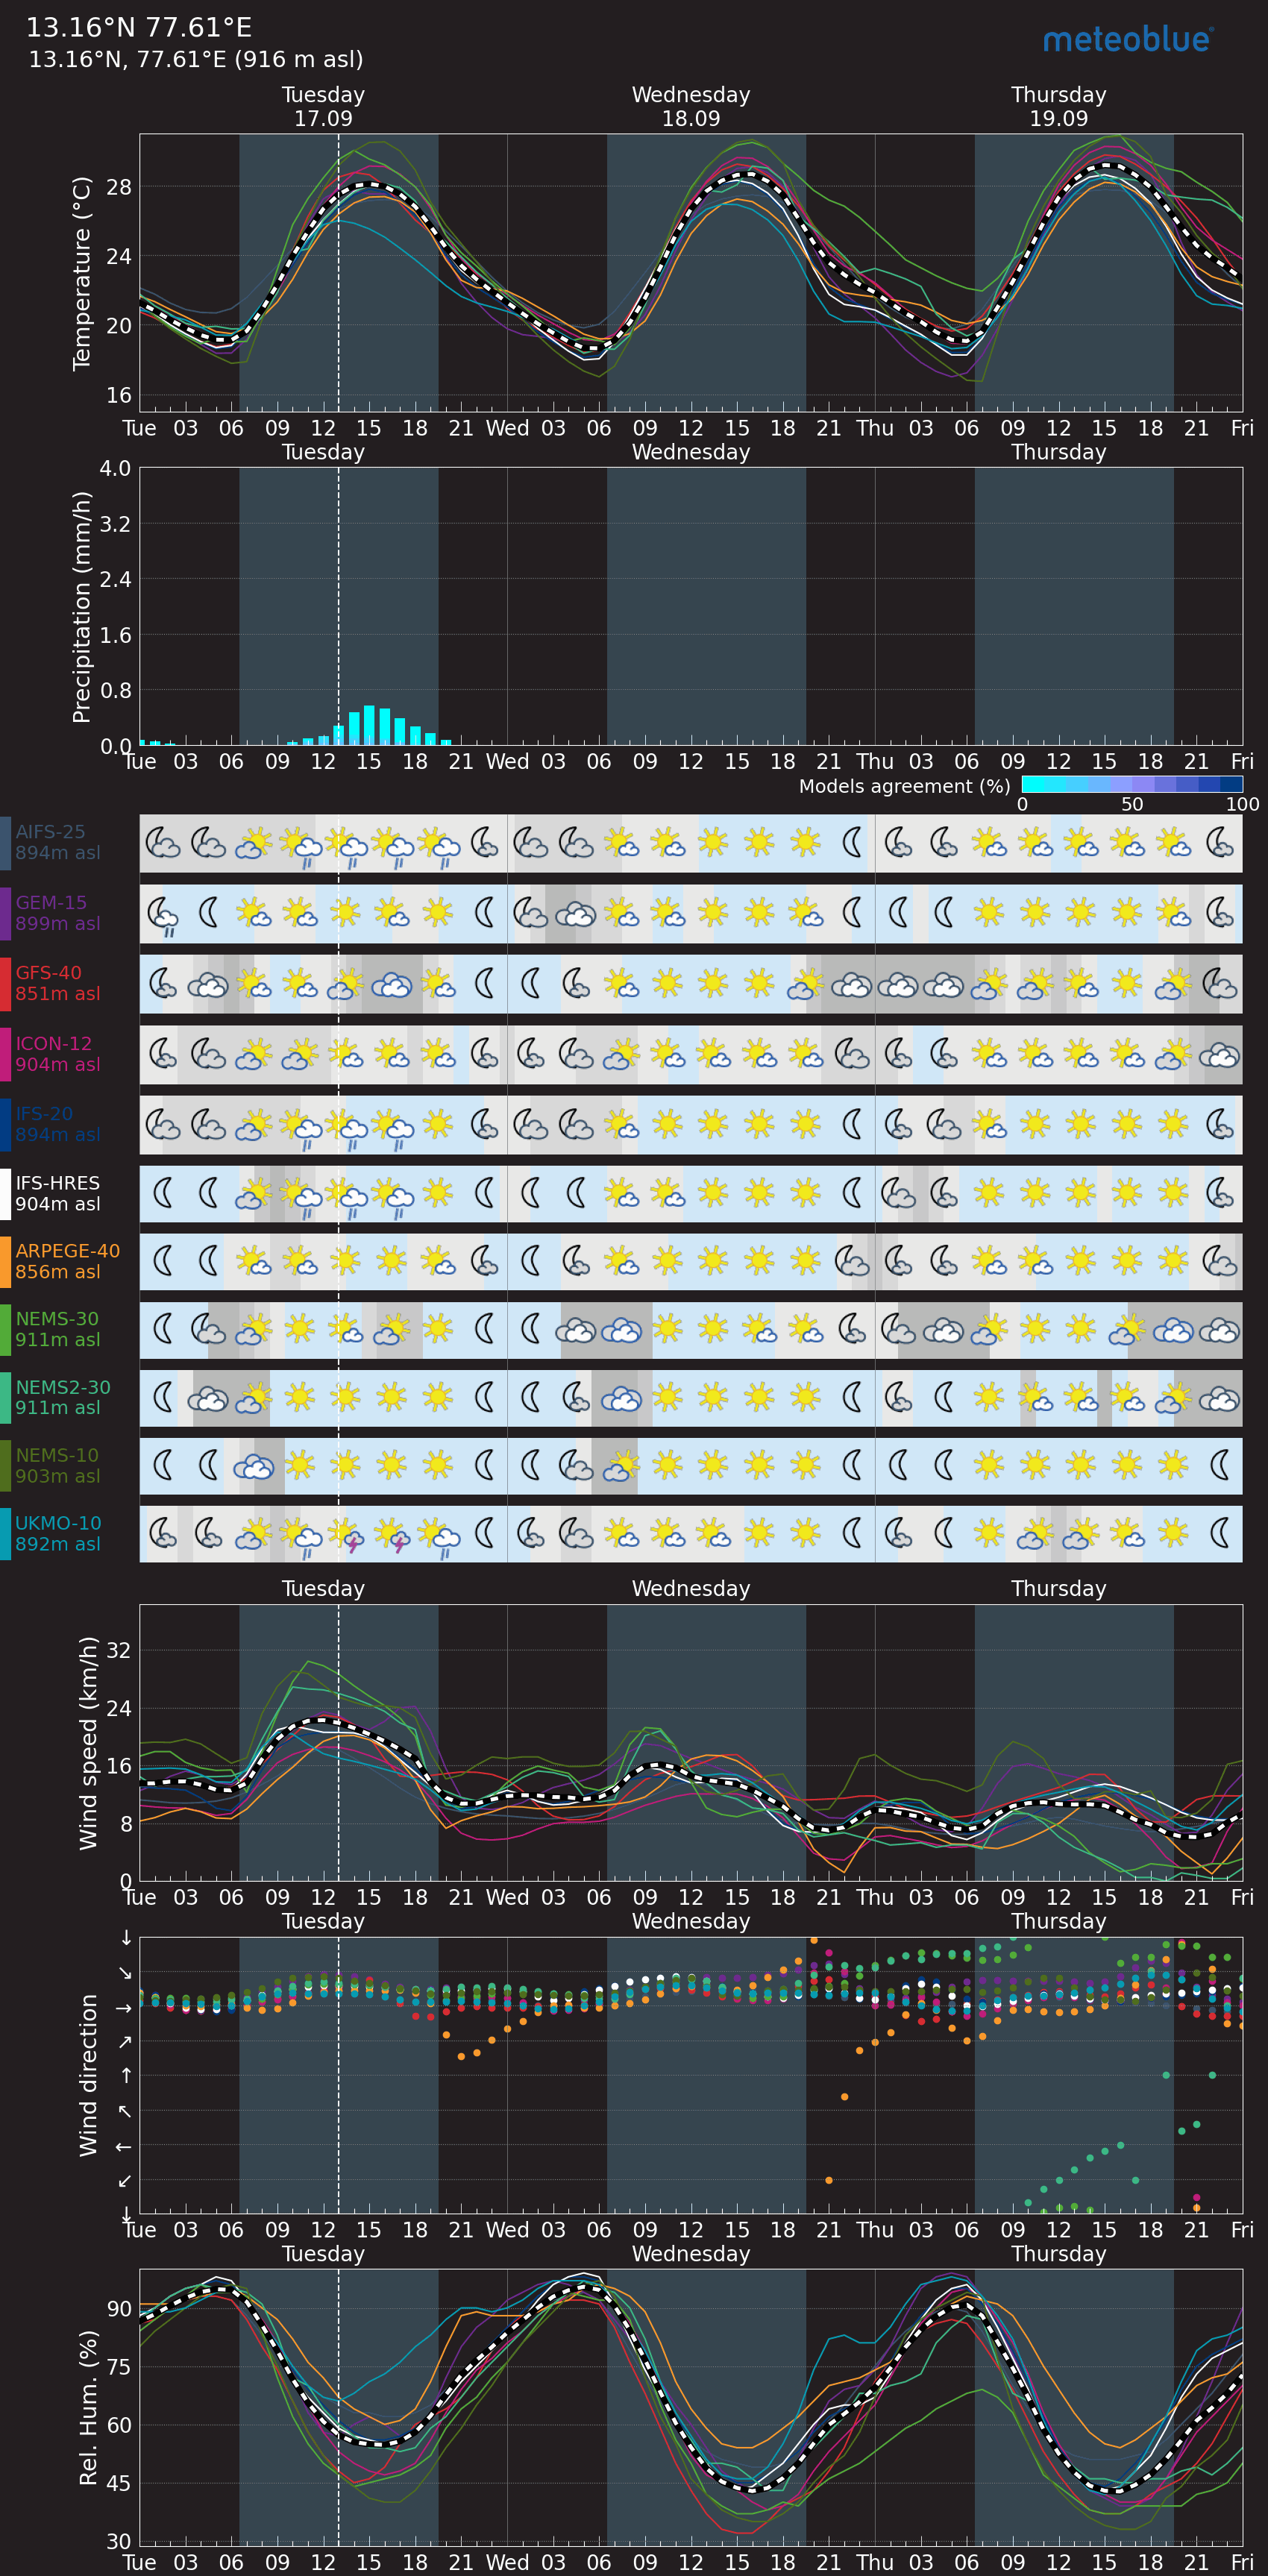 13.16°N 77.61°E
meteoblue
13.16°N, 77.61°E (916 m asl)
Tuesday Wednesday Thursday
17.09 18.09 19.09
Temperature (°C)
28
24
20
16
Tue 03 06 09 12 15 18 21 Wed 03 06 09 12 15 18 21 Thu 03 06 09 12 15 18 21 Fri
Tuesday Wednesday Thursday
Precipitation (mm/h)
4.0
3.2
2.4
1.6
0.8
0.0
Tue 03 06 09 12 15 18 21 Wed 03 06 09 12 15 18 21 Thu 03 06 09 12 15 18 21 Fri
Models agreement (%)
0 50 100
AIFS-25
894m asl
GEM-15
899m asl
GFS-40
851m asl
ICON-12
904m asl
IFS-20
894m asl
IFS-HRES
904m asl
ARPEGE-40
856m asl
NEMS-30
911m asl
NEMS2-30
911m asl
NEMS-10
903m asl
UKMO-10
892m asl
Tuesday Wednesday Thursday
Wind speed (km/h)
32
24
16
8
0
Tue 03 06 09 12 15 18 21 Wed 03 06 09 12 15 18 21 Thu 03 06 09 12 15 18 21 Fri
Tuesday Wednesday Thursday
Wind direction
↓
↘
→
↗
↑
↖
←
↙
↓
Tue 03 06 09 12 15 18 21 Wed 03 06 09 12 15 18 21 Thu 03 06 09 12 15 18 21 Fri
Tuesday Wednesday Thursday
Rel. Hum. (%)
90
75
60
45
30
Tue 03 06 09 12 15 18 21 Wed 03 06 09 12 15 18 21 Thu 03 06 09 12 15 18 21 Fri